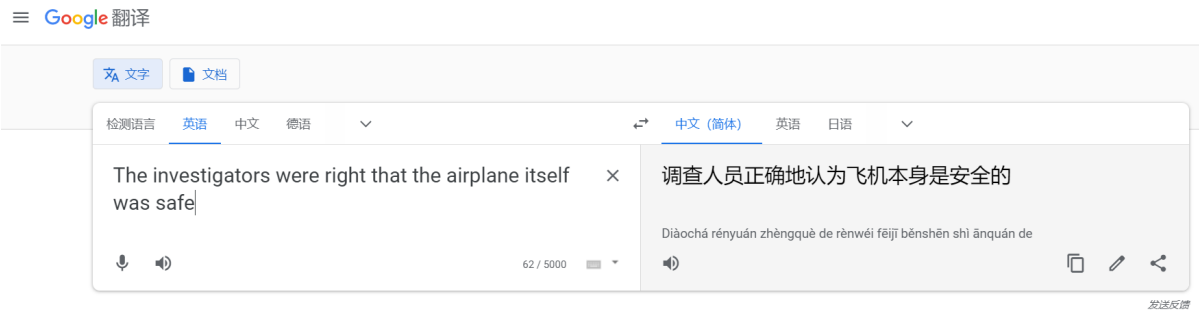 Google 翻译
文字 文档
检测语言 英语 中文 德语 中文（简体） 英语 日语
The investigators were right that the airplane itself
was safe
调查人员正确地认为飞机本身是安全的
Diàochá rényuán zhèngquè de rènwéi fēijī běnshēn shì ānquán de
62 / 5000
发送反馈